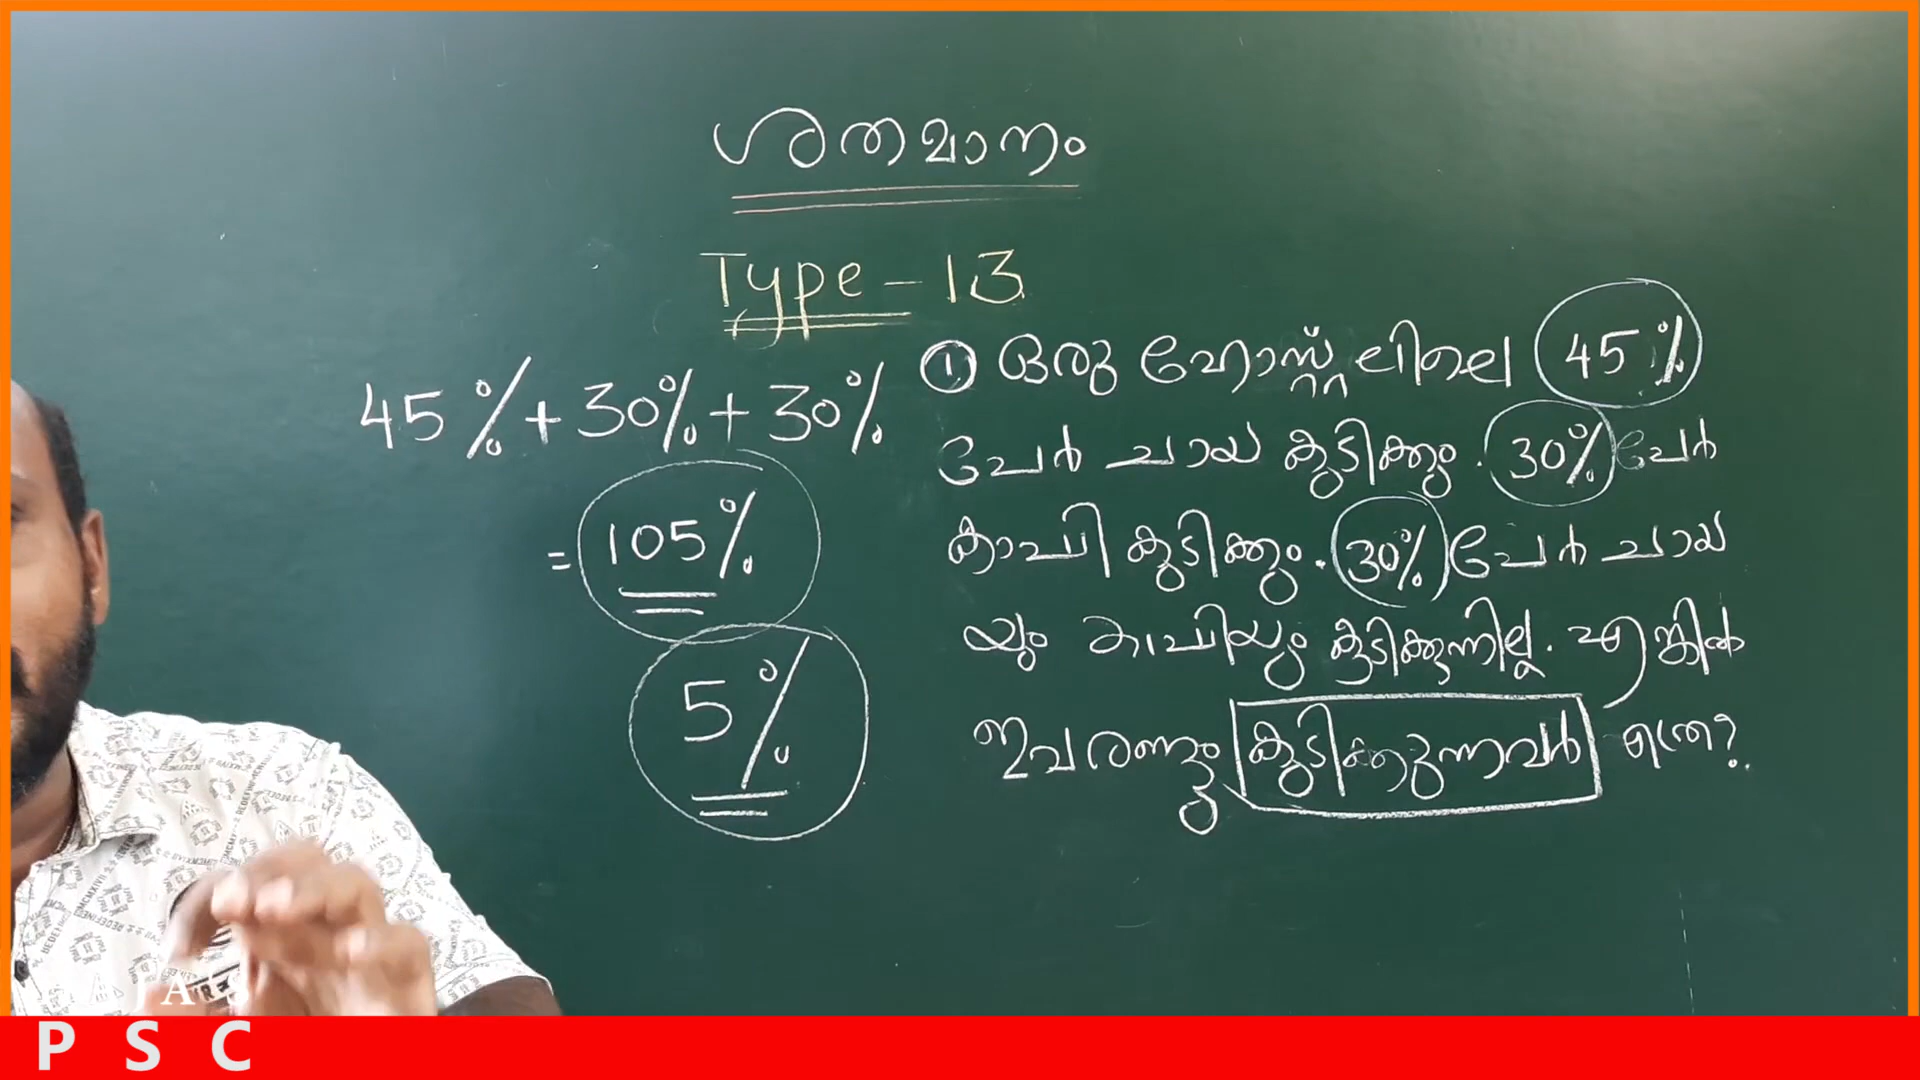 ശതമാനം
Type - 13
45% + 30% + 30%
= 105%
5%
① ഒരു ഹോസ്റ്റലിലെ 45%
പേർ ചായ കുടിക്കും. 30% പേർ
കാപ്പി കുടിക്കും. 30% പേർ ചായ
യും കാപ്പിയും കുടിക്കുന്നില്ല. എങ്കിൽ
ഇവ രണ്ടും കുടിക്കുന്നവർ എത്ര?
PSC